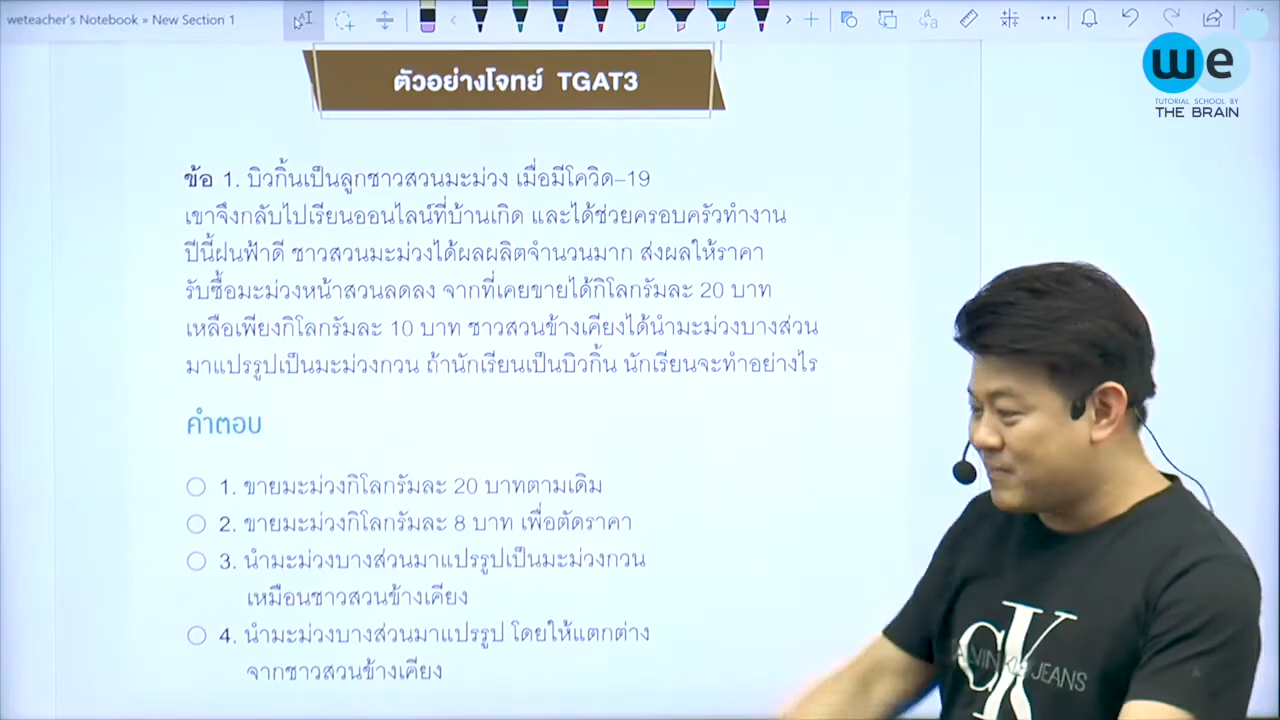 weteacher's Notebook » New Section 1
we
TUTORIAL SCHOOL BY
THE BRAIN
ตัวอย่างโจทย์ TGAT3
ข้อ 1. บิวกิ้นเป็นลูกชาวสวนมะม่วง เมื่อมีโควิด-19
เขาจึงกลับไปเรียนออนไลน์ที่บ้านเกิด และได้ช่วยครอบครัวทำงาน
ปีนี้ฝนฟ้าดี ชาวสวนมะม่วงได้ผลผลิตจำนวนมาก ส่งผลให้ราคา
รับซื้อมะม่วงหน้าสวนลดลง จากที่เคยขายได้กิโลกรัมละ 20 บาท
เหลือเพียงกิโลกรัมละ 10 บาท ชาวสวนข้างเคียงได้นำมะม่วงบางส่วน
มาแปรรูปเป็นมะม่วงกวน ถ้านักเรียนเป็นบิวกิ้น นักเรียนจะทำอย่างไร
คำตอบ
1. ขายมะม่วงกิโลกรัมละ 20 บาทตามเดิม
2. ขายมะม่วงกิโลกรัมละ 8 บาท เพื่อตัดราคา
3. นำมะม่วงบางส่วนมาแปรรูปเป็นมะม่วงกวน
เหมือนชาวสวนข้างเคียง
4. นำมะม่วงบางส่วนมาแปรรูป โดยให้แตกต่าง
จากชาวสวนข้างเคียง
CK
CALVIN KLEIN JEANS